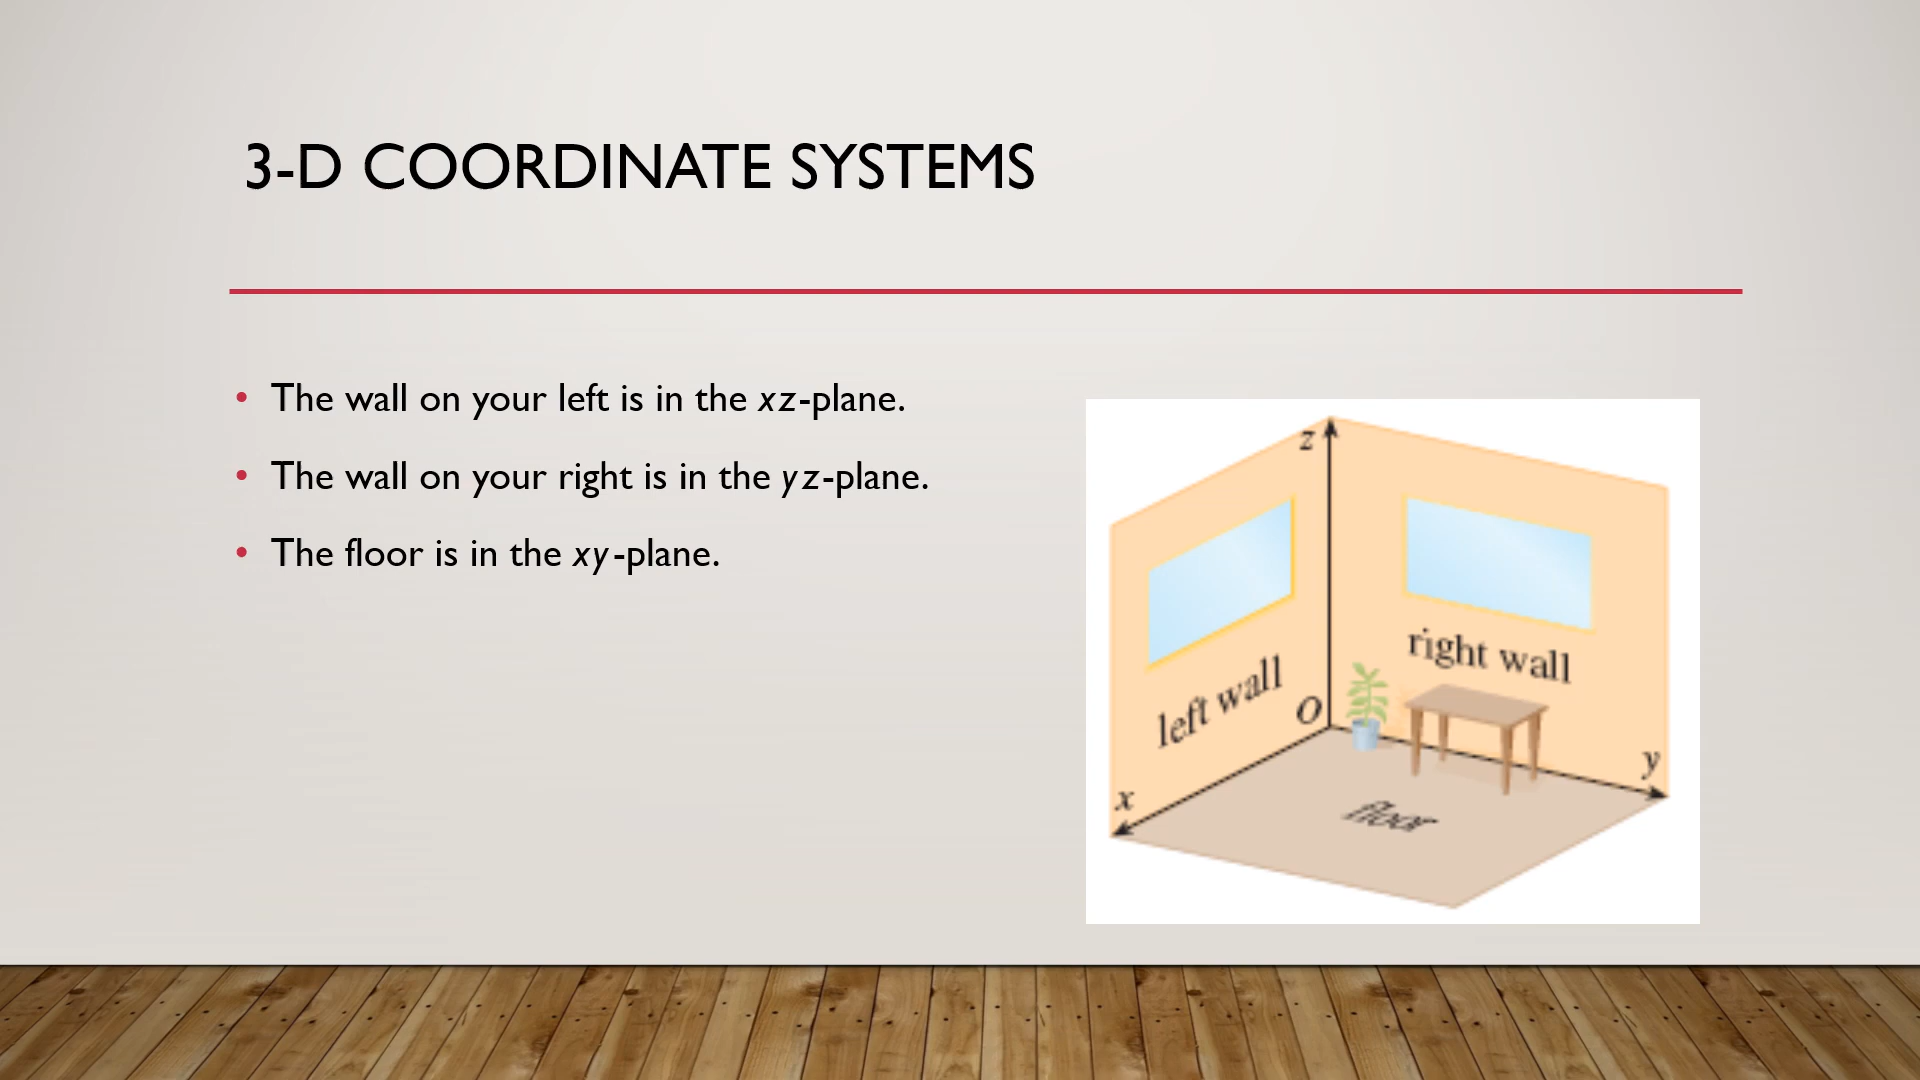 3-D COORDINATE SYSTEMS
• The wall on your left is in the xz-plane.
• The wall on your right is in the yz-plane.
• The floor is in the xy-plane.
z
right wall
left wall
O
y
x
floor